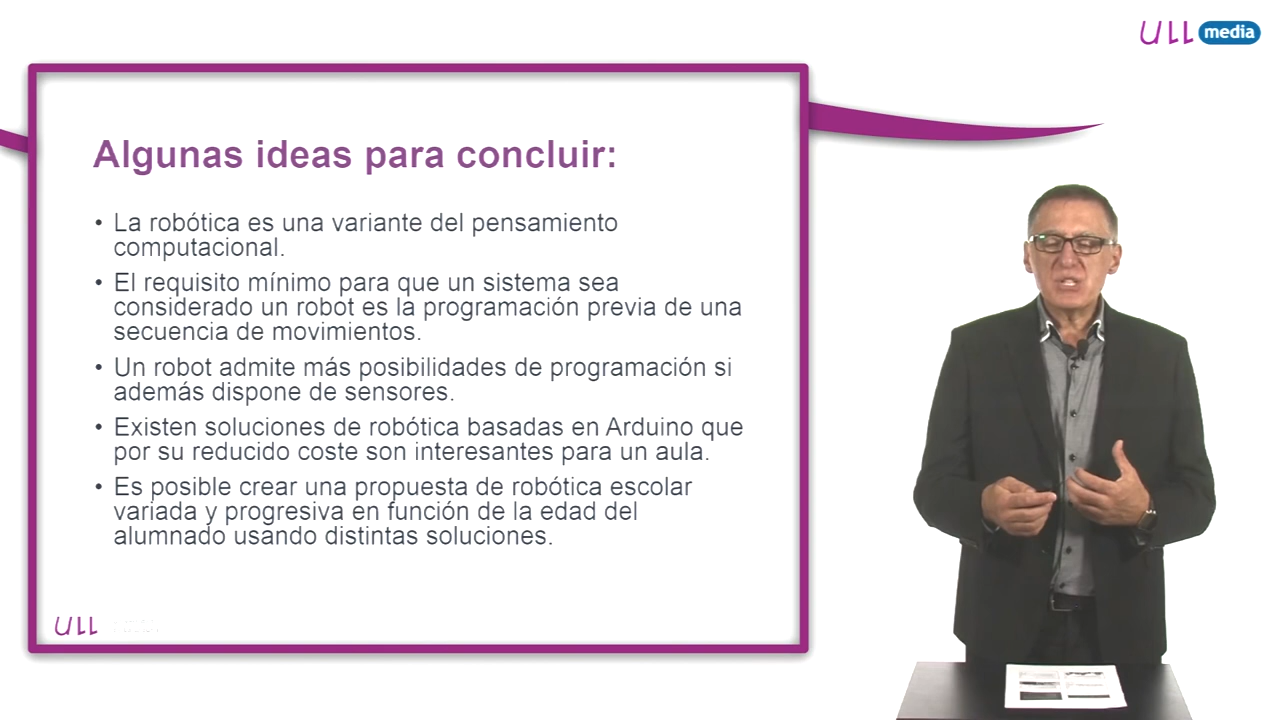 ULL media
Algunas ideas para concluir:
• La robótica es una variante del pensamiento
computacional.
• El requisito mínimo para que un sistema sea
considerado un robot es la programación previa de una
secuencia de movimientos.
• Un robot admite más posibilidades de programación si
además dispone de sensores.
• Existen soluciones de robótica basadas en Arduino que
por su reducido coste son interesantes para un aula.
• Es posible crear una propuesta de robótica escolar
variada y progresiva en función de la edad del
alumnado usando distintas soluciones.
ULL